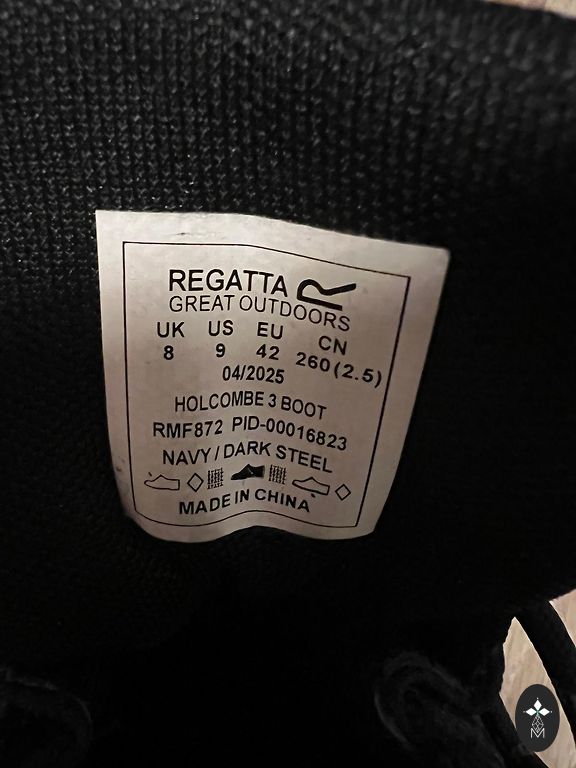 REGATTA R
GREAT OUTDOORS
UK US EU CN
8 9 42 260(2.5)
04/2025
HOLCOMBE 3 BOOT
RMF872 PID-00016823
NAVY / DARK STEEL
MADE IN CHINA
M